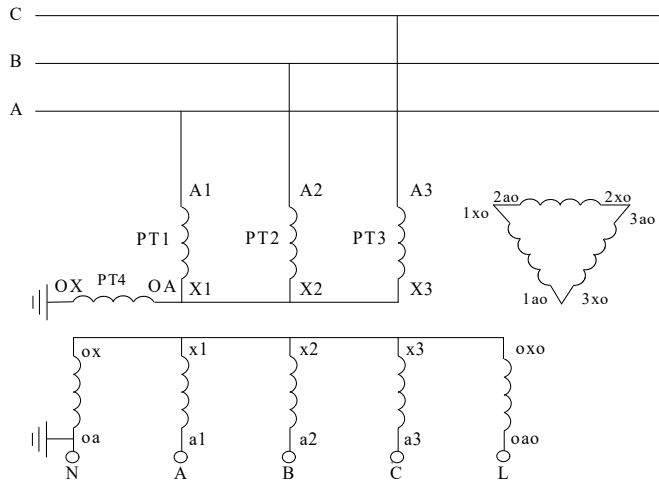 C
B
A
A1 A2 A3
2ao 2xo
1xo 3ao
PT1 PT2 PT3
OX PT4 OA X1 X2 X3
1ao 3xo
ox x1 x2 x3 oxo
oa a1 a2 a3 oao
N A B C L